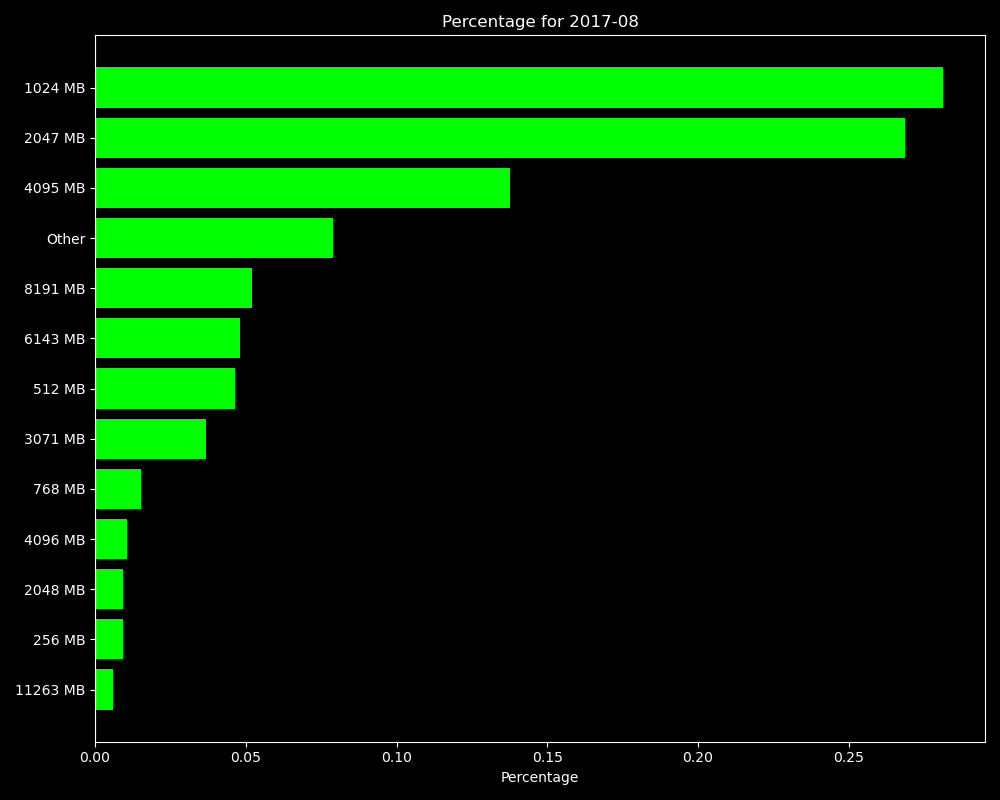 Percentage for 2017-08
1024 MB
2047 MB
4095 MB
Other
8191 MB
6143 MB
512 MB
3071 MB
768 MB
4096 MB
2048 MB
256 MB
11263 MB
0.00 0.05 0.10 0.15 0.20 0.25
Percentage